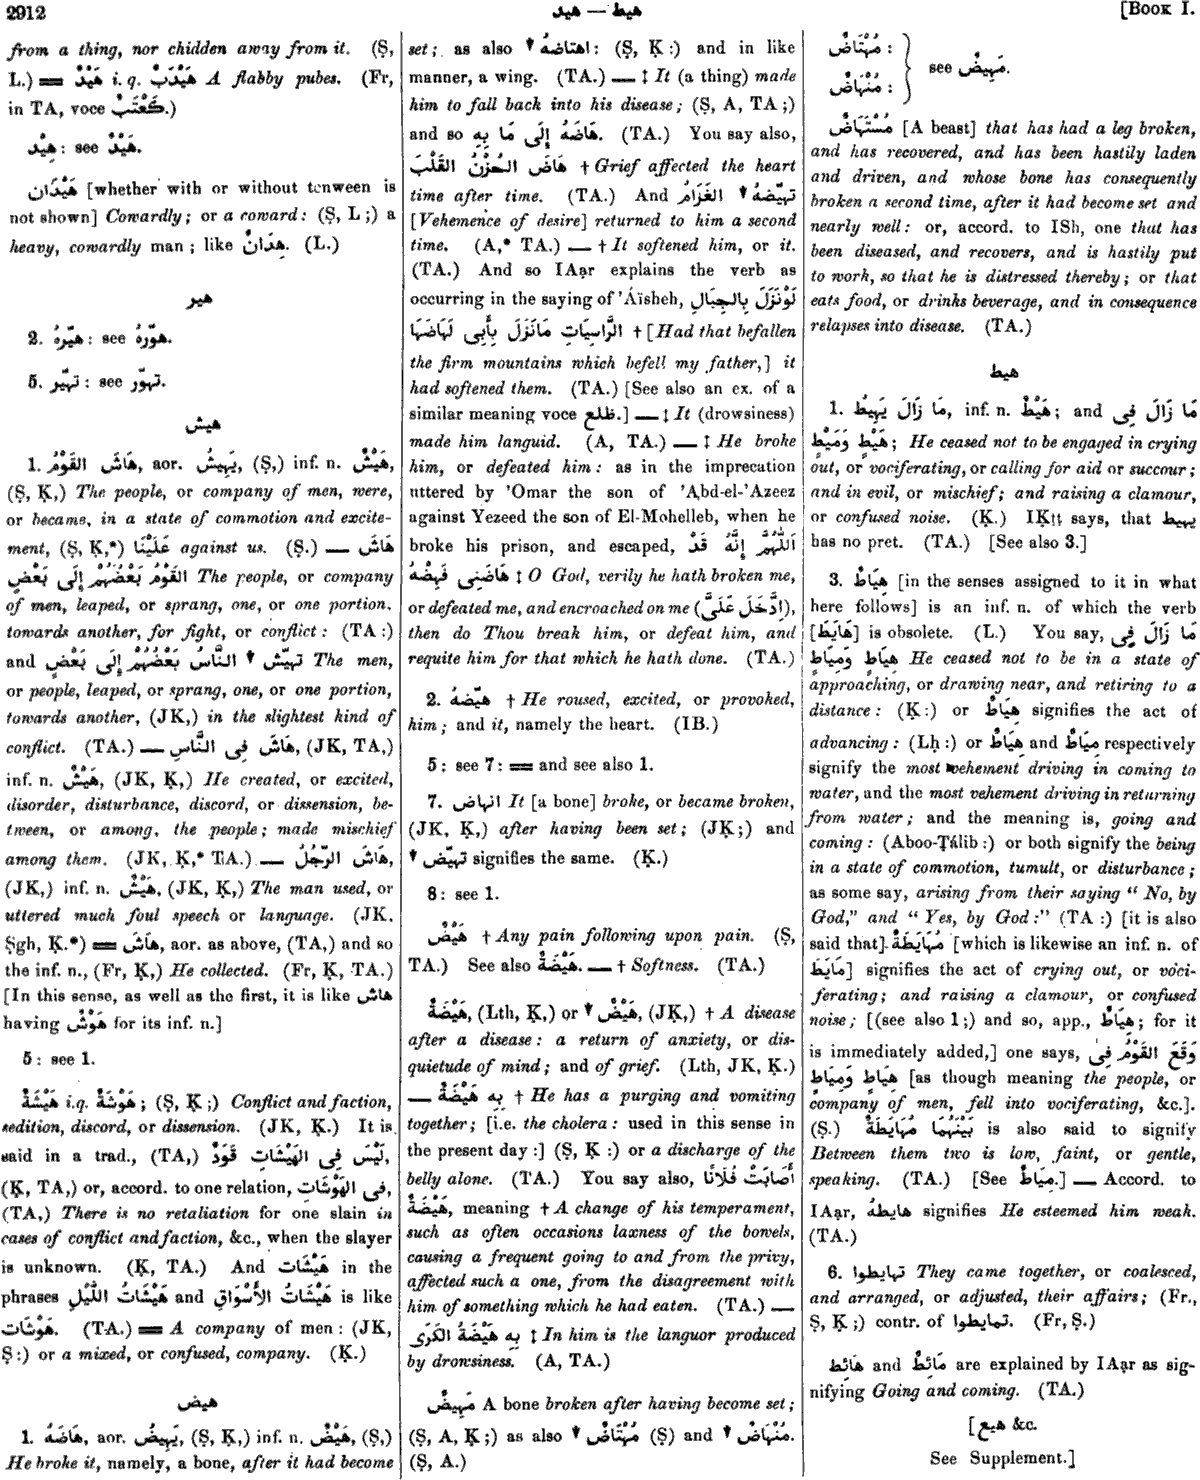 2912
هيد — هيط
[BOOK I.
from a thing, nor chidden away from it. (Ṣ,
L.) = هَيْدٌ i. q. هَيْدَبٌ A flabby pubes. (Fr,
in TA, voce كَعْثَبٌ.)
هِيْدٌ: see هَيْدٌ.
هَيْدَان [whether with or without tenween is
not shown] Cowardly; or a coward: (Ṣ, L;) a
heavy, cowardly man; like هِدَانٌ. (L.)
هير
2. هيّرهُ: see هوّرهُ.
5. تهيّر: see تهوّر.
هيش
1. هَاشَ القَوْمُ, aor. يَهِيشُ, (Ṣ,) inf. n. هَيْشٌ,
(Ṣ, Ḳ,) The people, or company of men, were,
or became, in a state of commotion and excite-
ment, (Ṣ, Ḳ,*) عَلَيْنَا against us. (Ṣ.) — هَاشَ
القَوْمُ بَعْضُهُمْ إِلَى بَعْضٍ The people, or company
of men, leaped, or sprang, one, or one portion,
towards another, for fight, or conflict: (TA:)
and تهيّش ▼ النَّاسُ بَعْضُهُمْ إِلَى بَعْضٍ The men,
or people, leaped, or sprang, one, or one portion,
towards another, (JK,) in the slightest kind of
conflict. (TA.) — هَاشَ فِى النَّاسِ, (JK, TA,)
inf. n. هَيْشٌ, (JK, Ḳ,) He created, or excited,
disorder, disturbance, discord, or dissension, be-
tween, or among, the people; made mischief
among them. (JK, Ḳ,* TA.) — هَاشَ الرَّجُلُ,
(JK,) inf. n. هَيْشٌ, (JK, Ḳ,) The man used, or
uttered much foul speech or language. (JK,
Ṣgh, Ḳ.*) = هَاشَ, aor. as above, (TA,) and so
the inf. n., (Fr, Ḳ,) He collected. (Fr, Ḳ, TA.)
[In this sense, as well as the first, it is like هاش
having هَوْشٌ for its inf. n.]
5: see 1.
هَيْشَةٌ i.q. هَوْشَةٌ; (Ṣ, Ḳ;) Conflict and faction,
sedition, discord, or dissension. (JK, Ḳ.) It is
said in a trad., (TA,) لَيْسَ فِى الهَيْشَاتِ قَوَدٌ,
(Ḳ, TA,) or, accord. to one relation, فِى الهَوْشَاتِ,
(TA,) There is no retaliation for one slain in
cases of conflict and faction, &c., when the slayer
is unknown. (Ḳ, TA.) And هَيْشَات in the
phrases هَيْشَاتُ اللَّيْلِ and هَيْشَاتُ الأَسْوَاقِ is like
هَوْشَات. (TA.) = A company of men: (JK,
Ṣ:) or a mixed, or confused, company. (Ḳ.)
هيض
1. هَاضَهُ, aor. يَهِيضُ, (Ṣ, Ḳ,) inf. n. هَيْضٌ, (Ṣ,)
He broke it, namely, a bone, after it had become
set; as also ▼ اهتاضهُ: (Ṣ, Ḳ:) and in like
manner, a wing. (TA.) — ‡ It (a thing) made
him to fall back into his disease; (Ṣ, A, TA;)
and so هَاضَهُ إِلَى مَا بِهِ. (TA.) You say also,
هَاضَ الحُزْنُ القَلْبَ † Grief affected the heart
time after time. (TA.) And تهيّضهُ ▼ الغَرَامُ
[Vehemence of desire] returned to him a second
time. (A,* TA.) — † It softened him, or it.
(TA.) And so IAạr explains the verb as
occurring in the saying of 'Áïsheh, لَوْنَزَلَ بِالجِبَالِ
الرَّاسِيَاتِ مَانَزَلَ بِأَبِى لَهَاضَهَا † [Had that befallen
the firm mountains which befell my father,] it
had softened them. (TA.) [See also an ex. of a
similar meaning voce ظلع.] — ‡ It (drowsiness)
made him languid. (A, TA.) — ‡ He broke
him, or defeated him: as in the imprecation
uttered by 'Omar the son of 'Abd-el-'Azeez
against Yezeed the son of El-Mohelleb, when he
broke his prison, and escaped, اَللّٰهُمَّ إِنَّهُ قَدْ
هَاضَنِى فَهِضْهُ ‡ O God, verily he hath broken me,
or defeated me, and encroached on me (اِدَّخَلَ عَلَىَّ),
then do Thou break him, or defeat him, and
requite him for that which he hath done. (TA.)
2. هيّضهُ † He roused, excited, or provoked,
him; and it, namely the heart. (IB.)
5: see 7: = and see also 1.
7. انهاض It [a bone] broke, or became broken,
(JK, Ḳ,) after having been set; (JK;) and
▼ تهيّض signifies the same. (Ḳ.)
8: see 1.
هَيْضٌ † Any pain following upon pain. (Ṣ,
TA.) See also هَيْضَةٌ. — † Softness. (TA.)
هَيْضَةٌ, (Lth, Ḳ,) or ▼ هَيْضٌ, (JK,) † A disease
after a disease: a return of anxiety, or dis-
quietude of mind; and of grief. (Lth, JK, Ḳ.)
— بِهِ هَيْضَةٌ † He has a purging and vomiting
together; [i.e. the cholera: used in this sense in
the present day:] (Ṣ, Ḳ:) or a discharge of the
belly alone. (TA.) You say also, أَصَابَتْ فُلَانًا
هَيْضَةٌ, meaning † A change of his temperament,
such as often occasions laxness of the bowels,
causing a frequent going to and from the privy,
affected such a one, from the disagreement with
him of something which he had eaten. (TA.) —
بِهِ هَيْضَةُ الكَرَى ‡ In him is the languor produced
by drowsiness. (A, TA.)
مَهِيضٌ A bone broken after having become set;
(Ṣ, A, Ḳ;) as also ▼ مُهْتَاضٌ (Ṣ) and ▼ مُنْهَاضٌ.
(Ṣ, A.)
مُهْتَاضٌ:
مُنْهَاضٌ:
see مَهِيضٌ.
مُسْتَهَاضٌ [A beast] that has had a leg broken,
and has recovered, and has been hastily laden
and driven, and whose bone has consequently
broken a second time, after it had become set and
nearly well: or, accord. to ISh, one that has
been diseased, and recovers, and is hastily put
to work, so that he is distressed thereby; or that
eats food, or drinks beverage, and in consequence
relapses into disease. (TA.)
هيط
1. مَا زَالَ يَهِيطُ, inf. n. هَيْطٌ; and مَا زَالَ فِى
هَيْطٍ وَمَيْطٍ; He ceased not to be engaged in crying
out, or vociferating, or calling for aid or succour;
and in evil, or mischief; and raising a clamour,
or confused noise. (Ḳ.) IḲṭṭ says, that يهيط
has no pret. (TA.) [See also 3.]
3. هِيَاطٌ [in the senses assigned to it in what
here follows] is an inf. n. of which the verb
[هَايَطَ] is obsolete. (L.) You say, مَا زَالَ فِى
هِيَاطٍ وَمِيَاطٍ He ceased not to be in a state of
approaching, or drawing near, and retiring to a
distance: (Ḳ:) or هِيَاطٌ signifies the act of
advancing: (Lḥ:) or هِيَاطٌ and مِيَاطٌ respectively
signify the most vehement driving in coming to
water, and the most vehement driving in returning
from water; and the meaning is, going and
coming: (Aboo-Ṭálib:) or both signify the being
in a state of commotion, tumult, or disturbance;
as some say, arising from their saying "No, by
God," and "Yes, by God:" (TA:) [it is also
said that] مُهَايَطَةٌ [which is likewise an inf. n. of
هَايَطَ] signifies the act of crying out, or voci-
ferating; and raising a clamour, or confused
noise; [(see also 1;) and so, app., هِيَاطٌ; for it
is immediately added,] one says, وَقَعَ القَوْمُ فِى
هِيَاطٍ وَمِيَاطٍ [as though meaning the people, or
company of men, fell into vociferating, &c.].
(Ṣ.) بَيْنَهُمَا مُهَايَطَةٌ is also said to signify
Between them two is low, faint, or gentle,
speaking. (TA.) [See مِيَاطٌ.] — Accord. to
IAạr, هايطهُ signifies He esteemed him weak.
(TA.)
6. تهايطوا They came together, or coalesced,
and arranged, or adjusted, their affairs; (Fr.,
Ṣ, Ḳ;) contr. of تمايطوا. (Fr, Ṣ.)
هَائِط and مَائِطٌ are explained by IAạr as sig-
nifying Going and coming. (TA.)
[هيع &c.
See Supplement.]